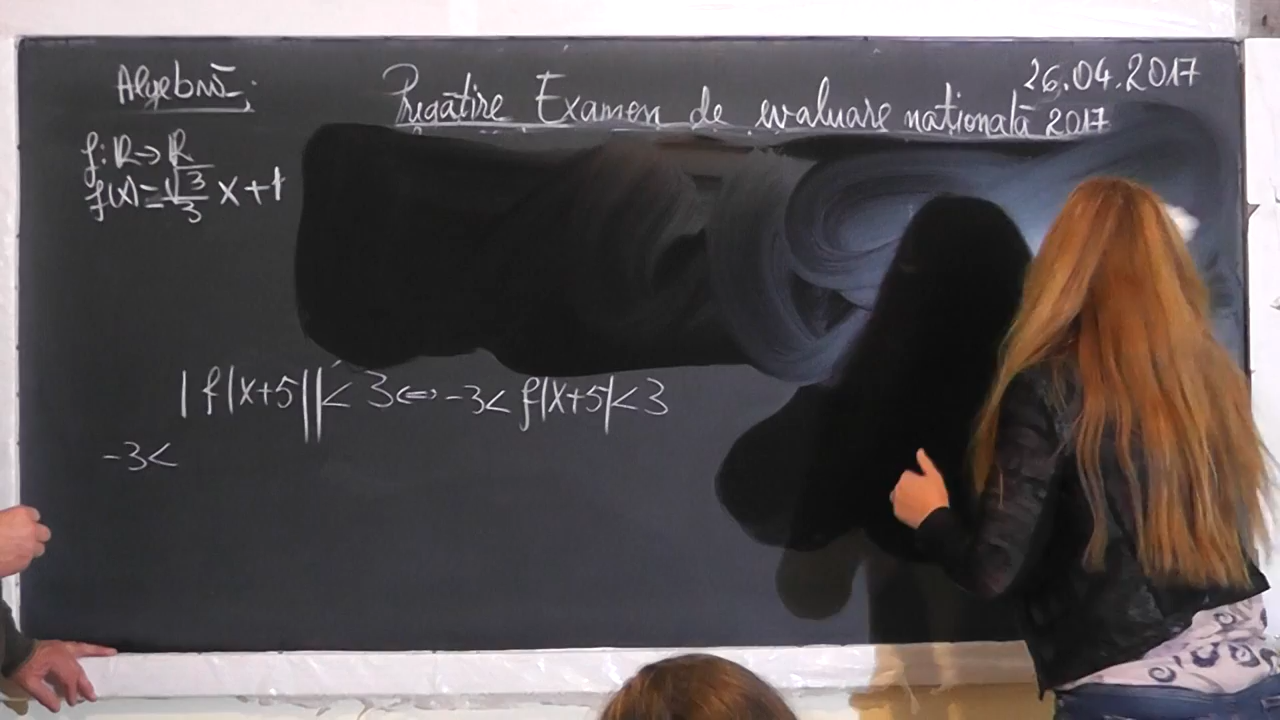 Algebră;
26.04.2017
Pregătire Examen de evaluare națională 2017
f: R→R
f(x)=√3/3 x+1
|f|x+5||<3⇔-3<f|x+5|<3
-3<